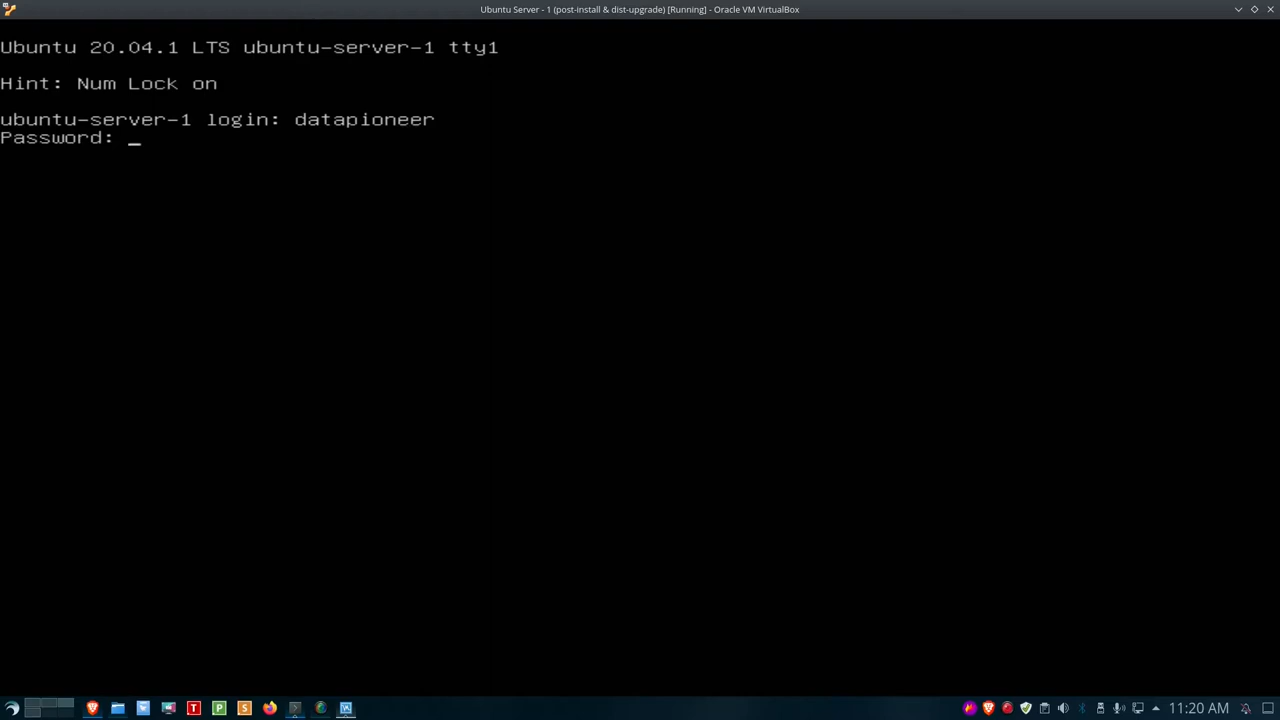 Ubuntu Server - 1 (post-install & dist-upgrade) [Running] - Oracle VM VirtualBox
Ubuntu 20.04.1 LTS ubuntu-server-1 tty1
Hint: Num Lock on
ubuntu-server-1 login: datapioneer
Password: _
T P S 11:20 AM